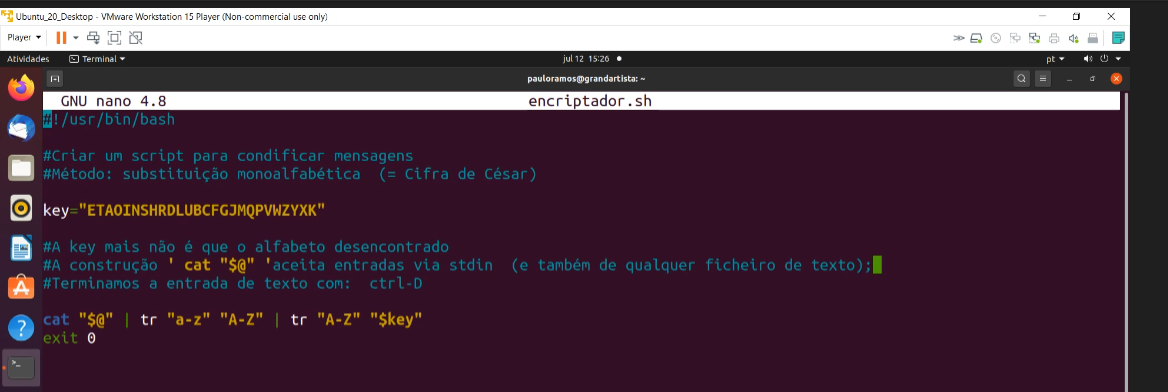 Ubuntu_20_Desktop - VMware Workstation 15 Player (Non-commercial use only)
Player
Atividades
Terminal
jul 12 15:26
pt
pauloramos@grandartista: ~
GNU nano 4.8
encriptador.sh
#!/usr/bin/bash
#Criar um script para condificar mensagens
#Método: substituição monoalfabética  (= Cifra de César)
key="ETAOINSHRDLUBCFGJMQPVWZYXK"
#A key mais não é que o alfabeto desencontrado
#A construção ' cat "$@" 'aceita entradas via stdin  (e também de qualquer ficheiro de texto);
#Terminamos a entrada de texto com:  ctrl-D
cat "$@" | tr "a-z" "A-Z" | tr "A-Z" "$key"
exit 0